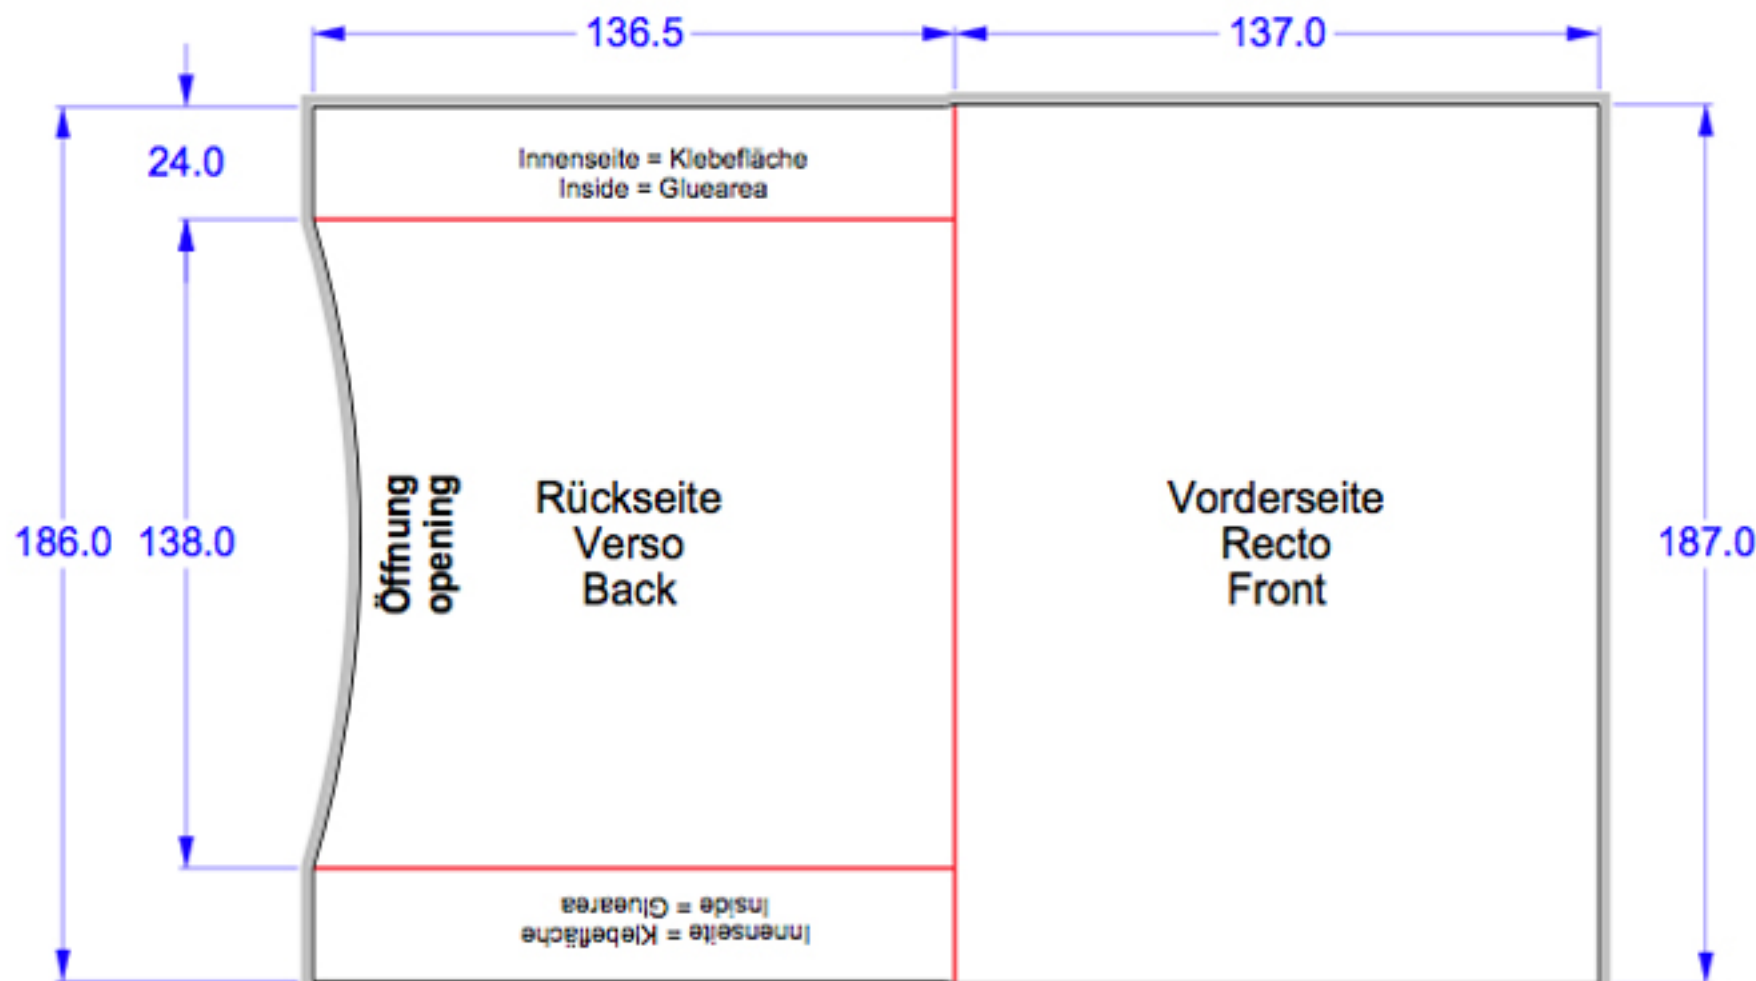 136.5
137.0
24.0
Innenseite = Klebefläche
Inside = Gluearea
186.0
138.0
Öffnung
opening
Rückseite
Verso
Back
Vorderseite
Recto
Front
187.0
Innenseite = Klebefläche
Inside = Gluearea